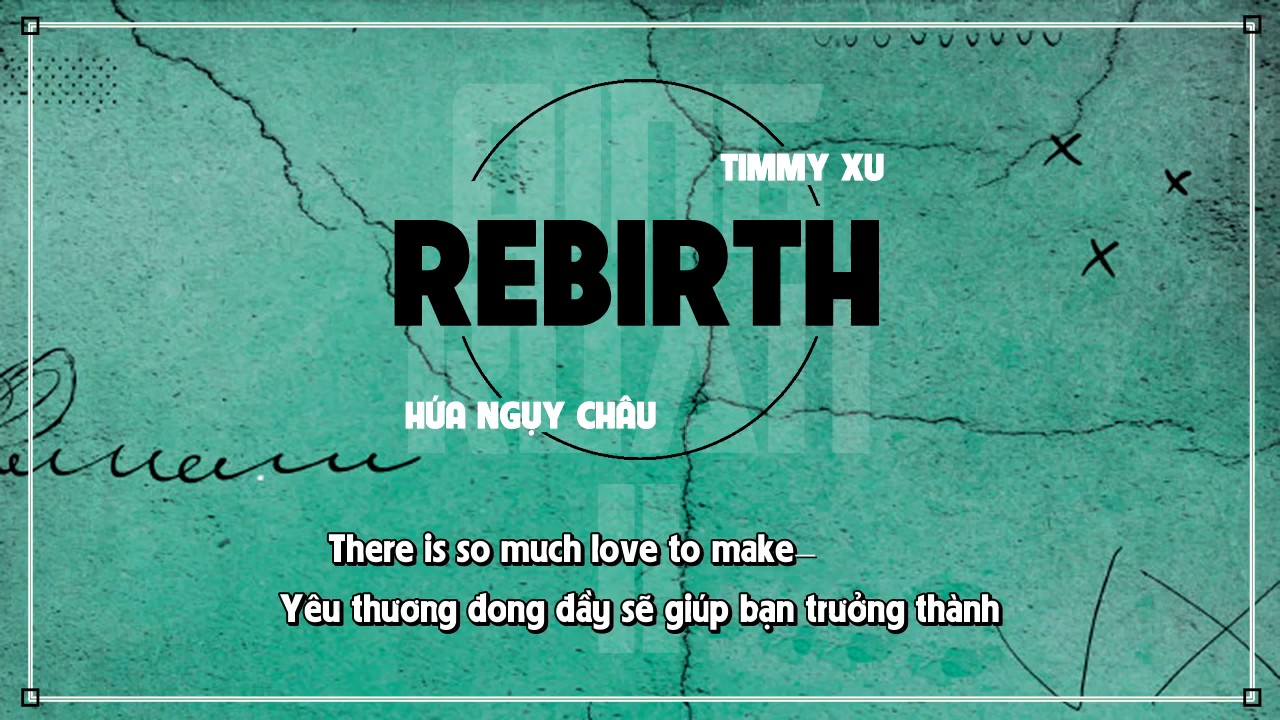 TIMMY XU
REBIRTH
HỨA NGỤY CHÂU
There is so much love to make
Yêu thương đong đầy sẽ giúp bạn trưởng thành